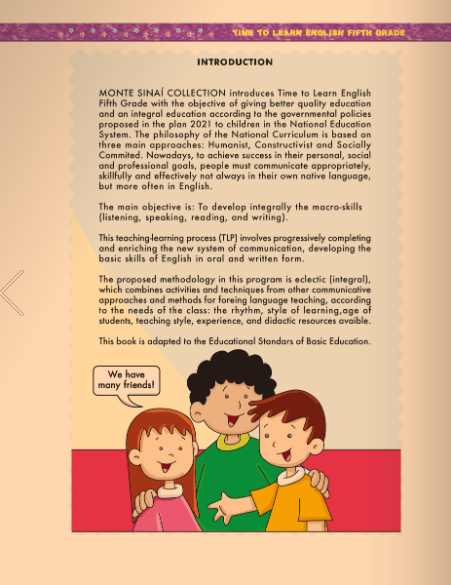 TIME TO LEARN ENGLISH FIFTH GRADE
INTRODUCTION
MONTE SINAÍ COLLECTION introduces Time to Learn English
Fifth Grade with the objective of giving better quality education
and an integral education according to the governmental policies
proposed in the plan 2021 to children in the National Education
System. The philosophy of the National Curriculum is based on
three main approaches: Humanist, Constructivist and Socially
Commited. Nowadays, to achieve success in their personal, social
and professional goals, people must communicate appropriately,
skillfully and effectively not always in their own native language,
but more often in English.
The main objective is: To develop integrally the macro-skills
(listening, speaking, reading, and writing).
This teaching-learning process (TLP) involves progressively completing
and enriching the new system of communication, developing the
basic skills of English in oral and written form.
The proposed methodology in this program is eclectic (integral),
which combines activities and techniques from other communicative
approaches and methods for foreing language teaching, according
to the needs of the class: the rhythm, style of learning,age of
students, teaching style, experience, and didactic resources avaible.
This book is adapted to the Educational Standars of Basic Education.
We have
many friends!